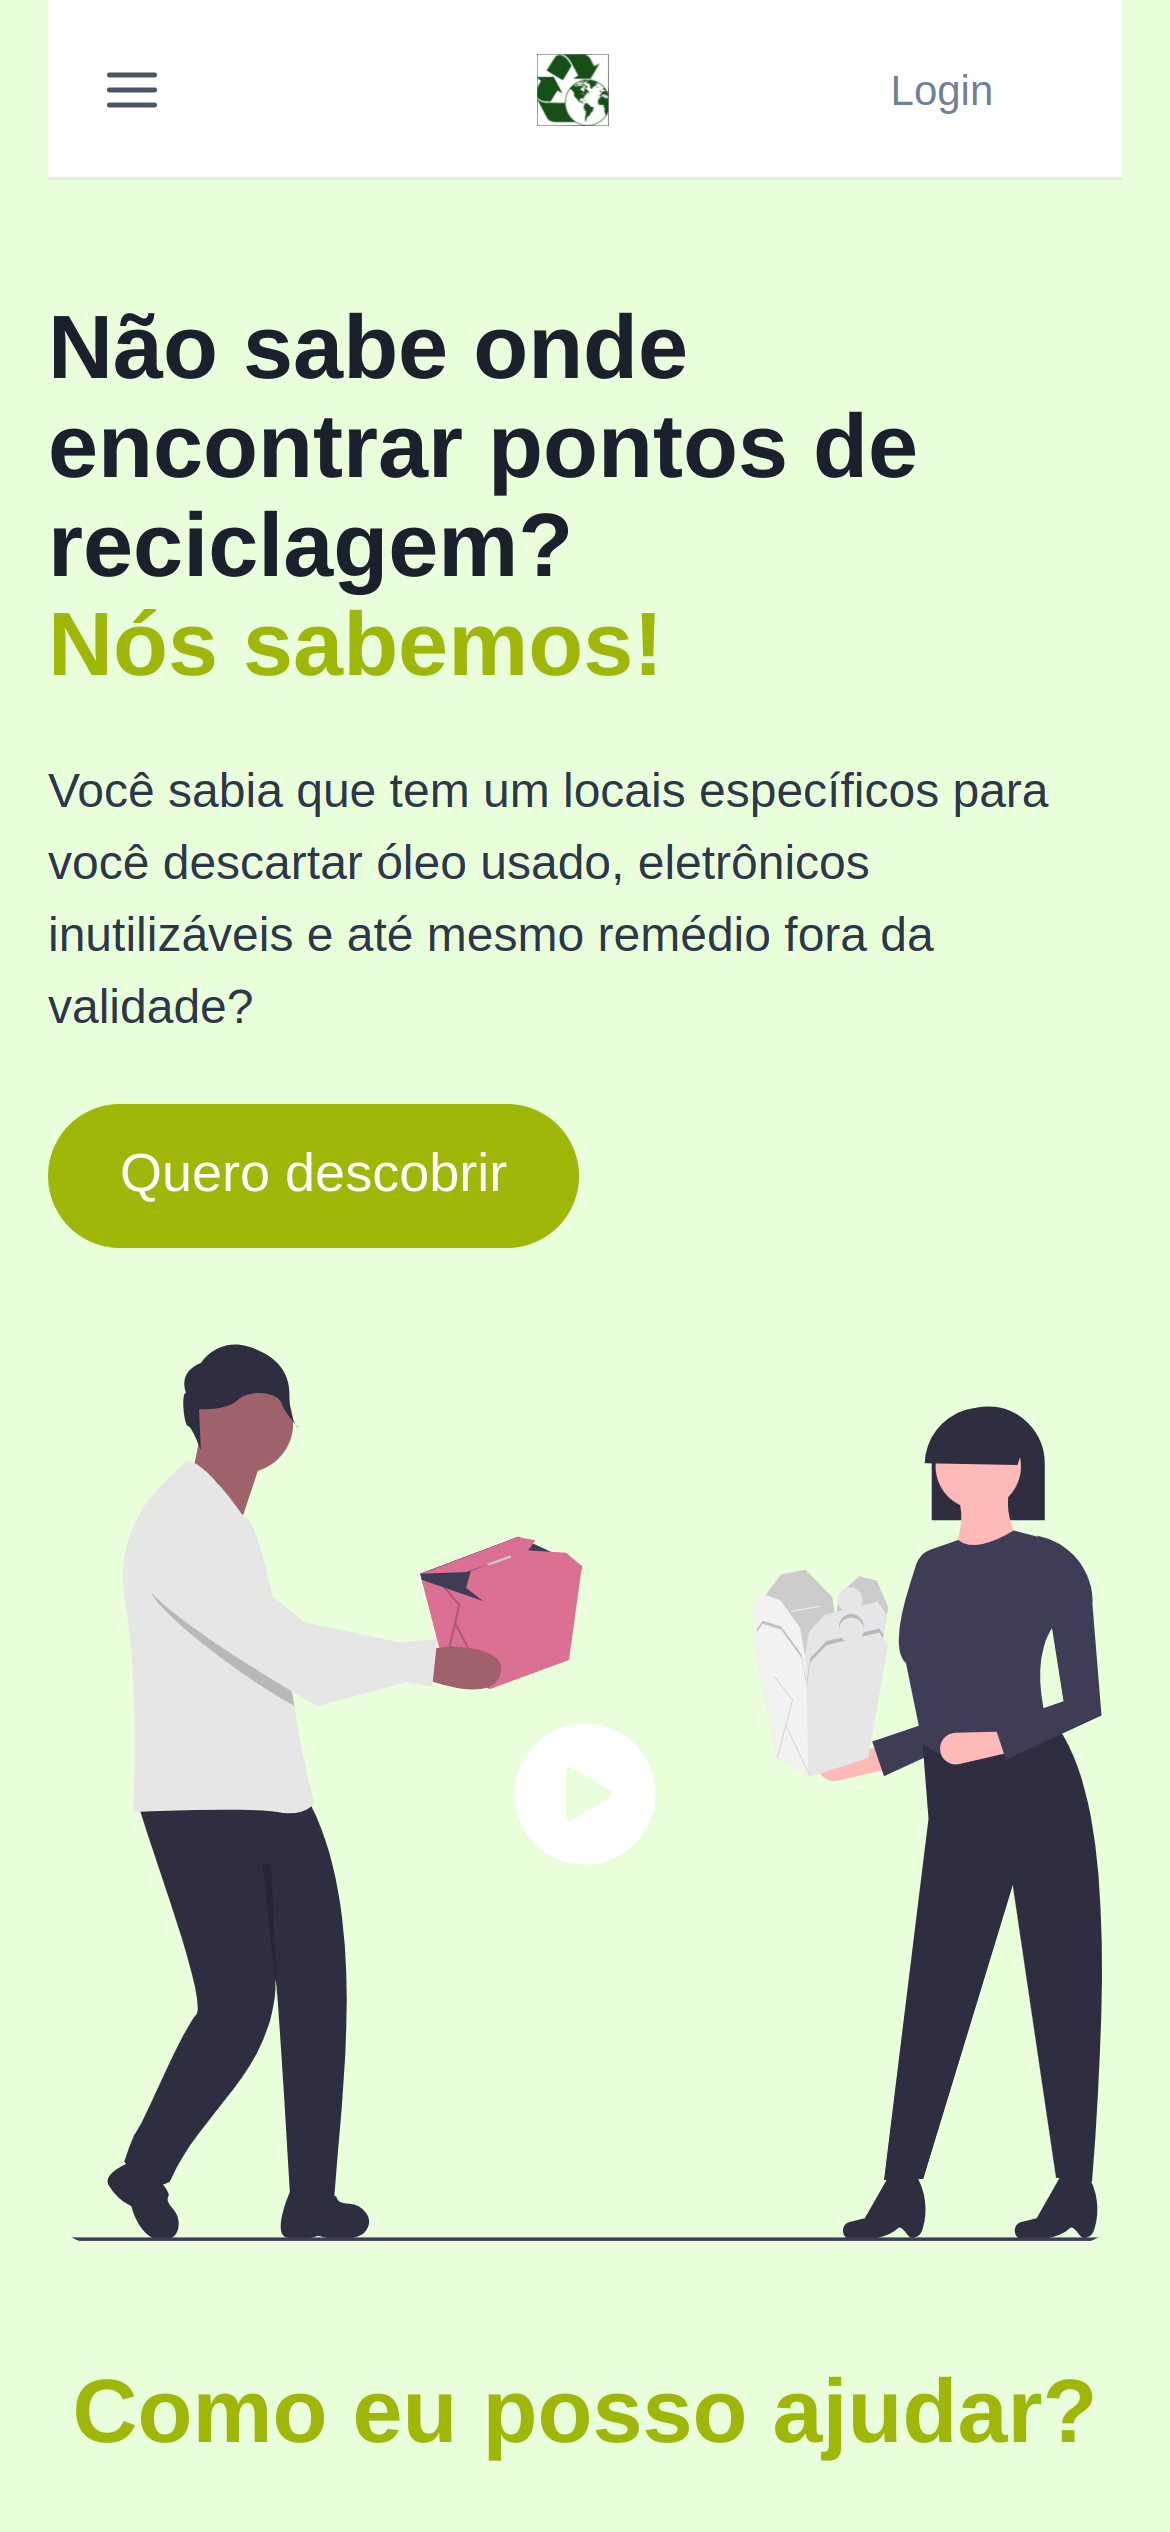 Login
Não sabe onde
encontrar pontos de
reciclagem?
Nós sabemos!
Você sabia que tem um locais específicos para
você descartar óleo usado, eletrônicos
inutilizáveis e até mesmo remédio fora da
validade?
Quero descobrir
Como eu posso ajudar?